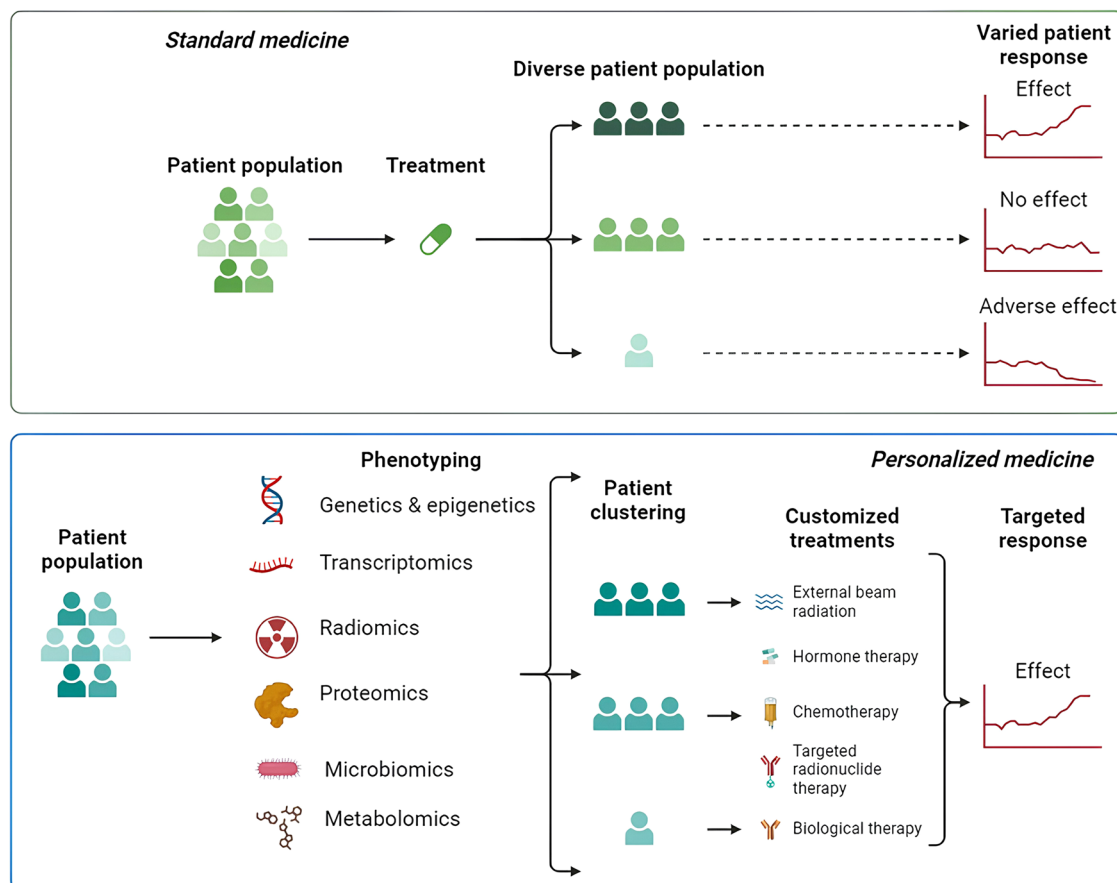 Standard medicine
Patient population
Treatment
Diverse patient population
Varied patient
response
Effect
No effect
Adverse effect
Personalized medicine
Patient
population
Phenotyping
Genetics & epigenetics
Transcriptomics
Radiomics
Proteomics
Microbiomics
Metabolomics
Patient
clustering
Customized
treatments
External beam
radiation
Hormone therapy
Chemotherapy
Targeted
radionuclide
therapy
Biological therapy
Targeted
response
Effect